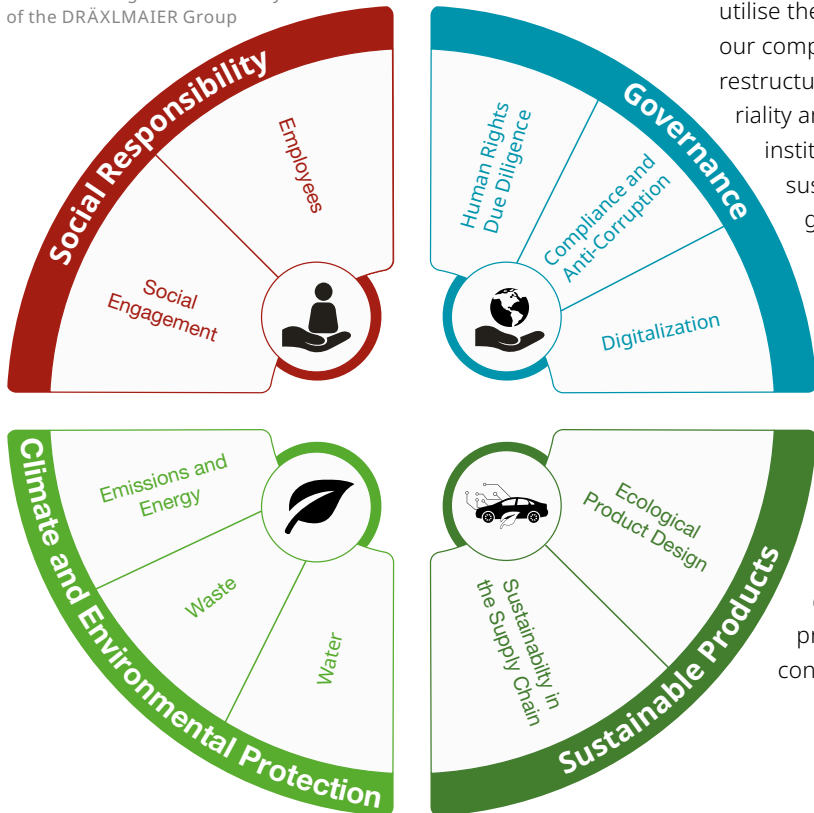 of the DRÄXLMAIER Group
utilise the
our comp
restructu
riality ar
instit
sus
g
Social Responsibility
Employees
Social
Engagement
Governance
Human Rights
Due Diligence
Compliance and
Anti-Corruption
Digitalization
Climate and Environmental Protection
Emissions and
Energy
Waste
Water
Sustainable Products
Ecological
Product Design
Sustainabilty in
the Supply Chain
pr
con